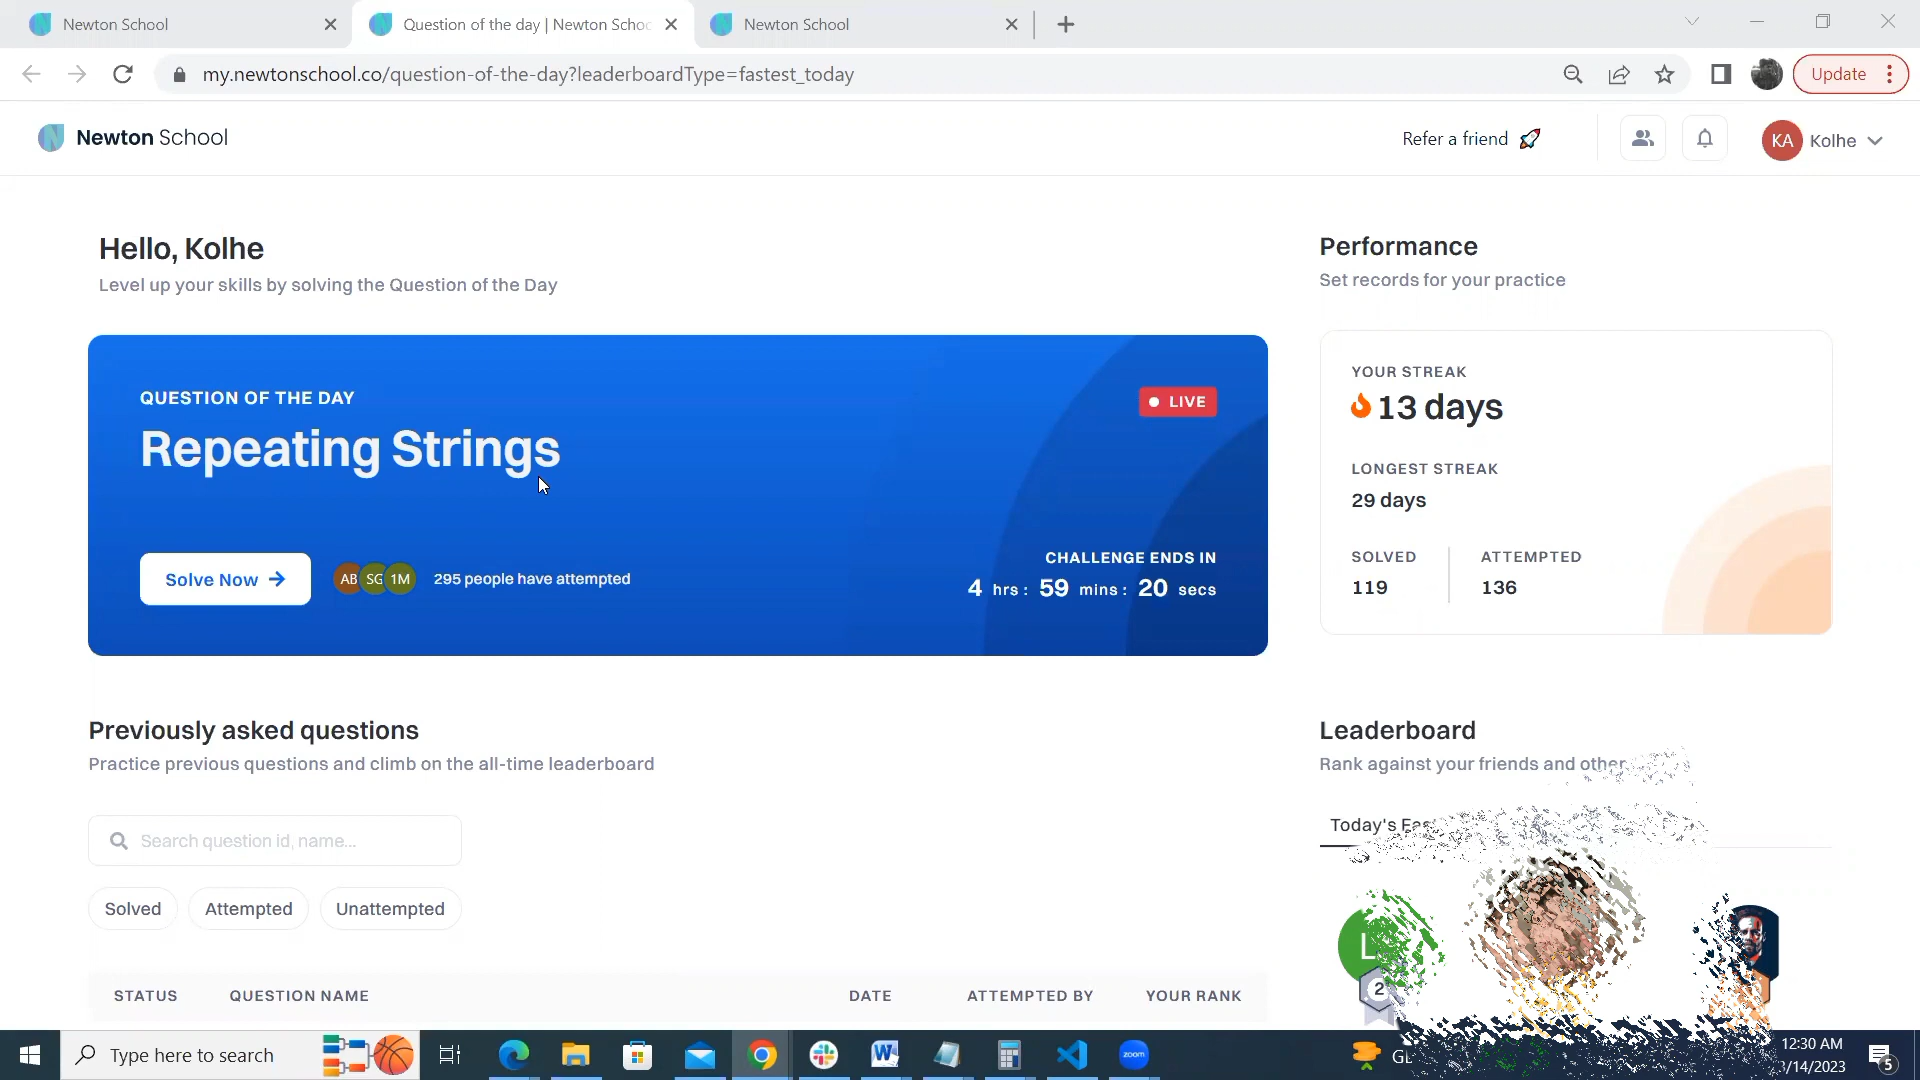 Newton School
Question of the day | Newton Schoo
Newton School
my.newtonschool.co/question-of-the-day?leaderboardType=fastest_today
Update
Newton School
Refer a friend
KA
Kolhe
Hello, Kolhe
Level up your skills by solving the Question of the Day
Performance
Set records for your practice
QUESTION OF THE DAY
LIVE
Repeating Strings
YOUR STREAK
13 days
LONGEST STREAK
29 days
Solve Now
AB
SG
1M
295 people have attempted
CHALLENGE ENDS IN
4 hrs : 59 mins : 20 secs
SOLVED
ATTEMPTED
119
136
Previously asked questions
Practice previous questions and climb on the all-time leaderboard
Leaderboard
Rank against your friends and other
Today's
Search question id, name...
Solved
Attempted
Unattempted
L
2
STATUS
QUESTION NAME
DATE
ATTEMPTED BY
YOUR RANK
Type here to search
zoom
12:30 AM
/14/2023
5